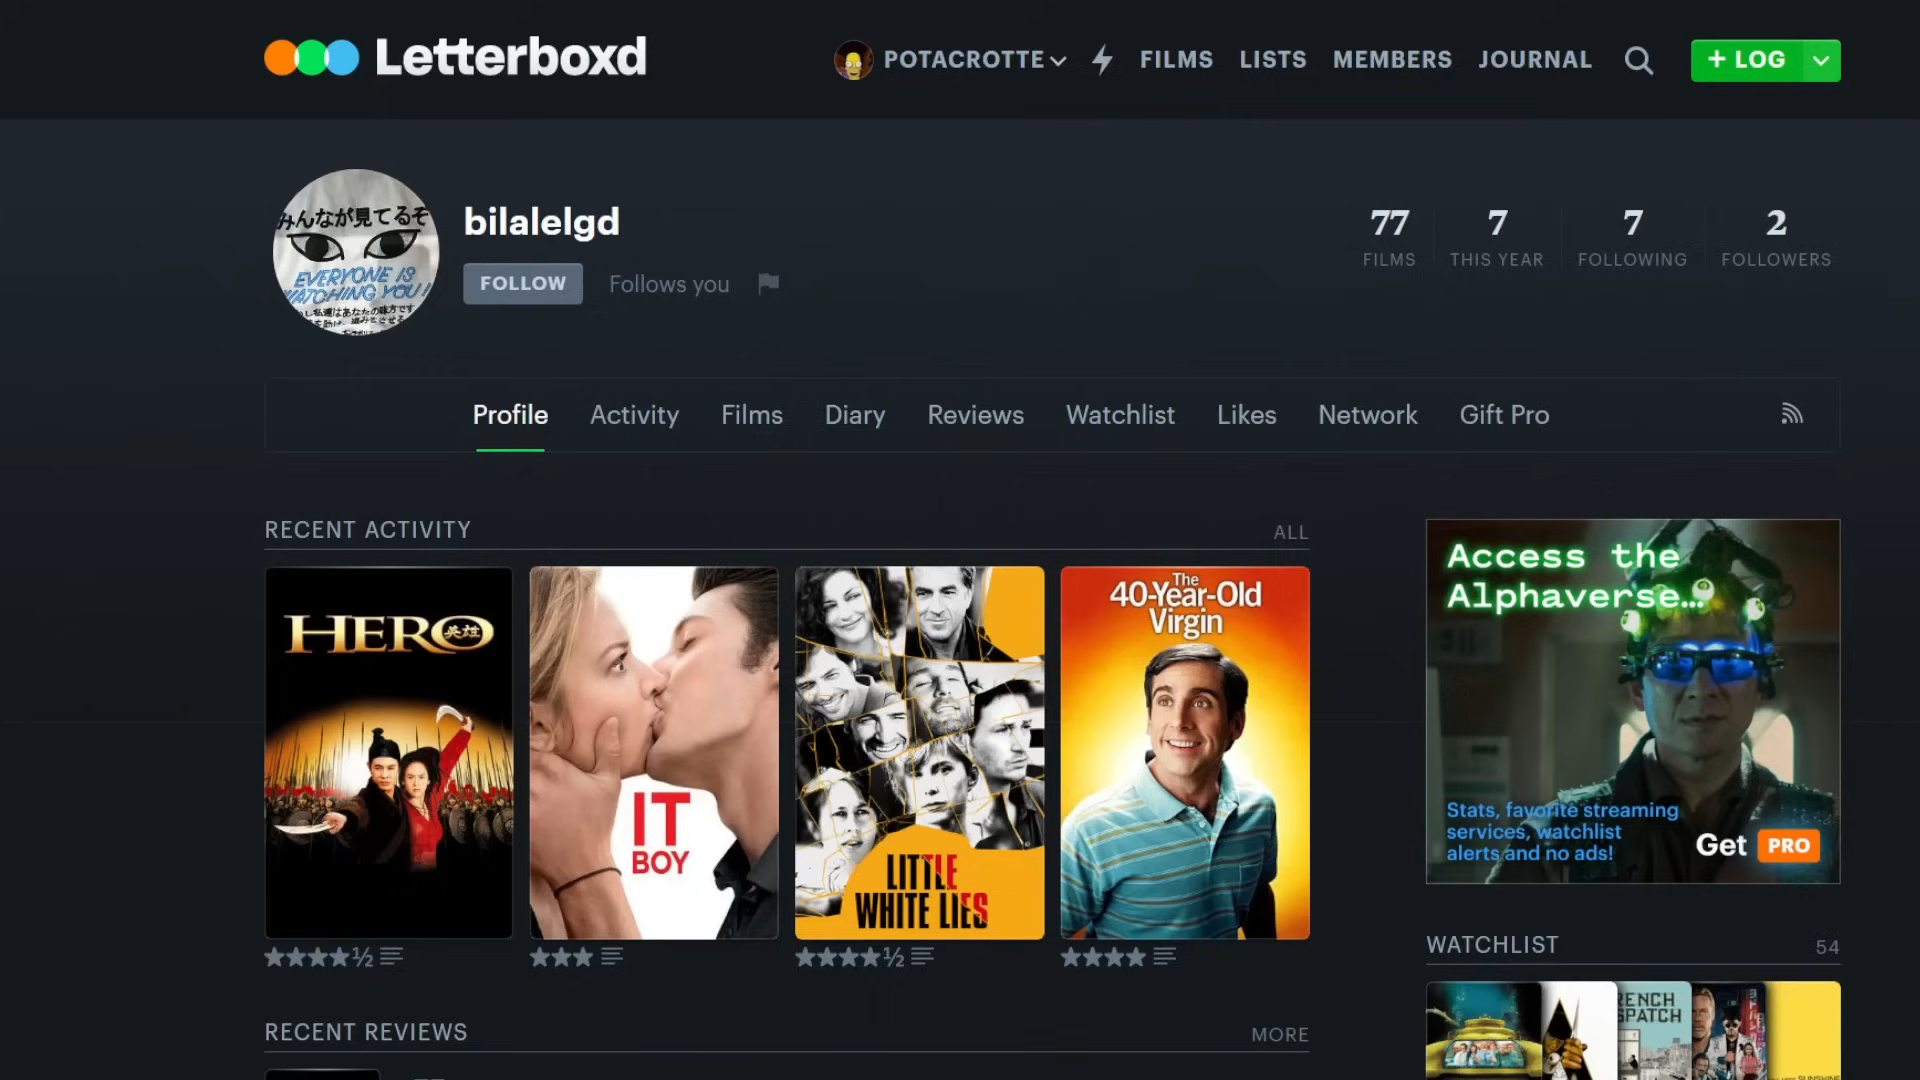 Letterboxd
POTACROTTE
FILMS
LISTS
MEMBERS
JOURNAL
+ LOG
みんなが見てるぞ
EVERYONE IS
WATCHING YOU!
bilalelgd
FOLLOW
Follows you
77
FILMS
7
THIS YEAR
7
FOLLOWING
2
FOLLOWERS
Profile
Activity
Films
Diary
Reviews
Watchlist
Likes
Network
Gift Pro
RECENT ACTIVITY
ALL
HERO
英雄
IT
BOY
LITTLE
WHITE LIES
The
40-Year-Old
Virgin
★★★★½
★★★
★★★★½
★★★★
Access the
Alphaverse...
Stats, favorite streaming
services, watchlist
alerts and no ads!
Get PRO
WATCHLIST
54
RECENT REVIEWS
MORE